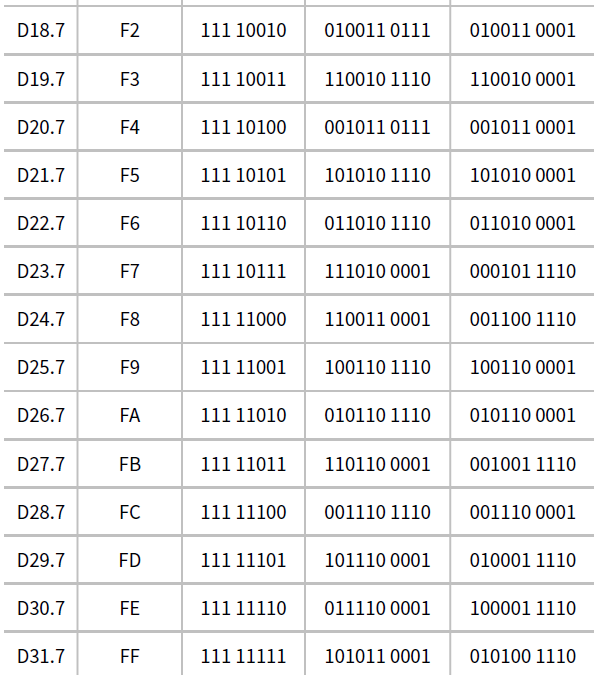 D18.7 F2 111 10010 010011 0111 010011 0001
D19.7 F3 111 10011 110010 1110 110010 0001
D20.7 F4 111 10100 001011 0111 001011 0001
D21.7 F5 111 10101 101010 1110 101010 0001
D22.7 F6 111 10110 011010 1110 011010 0001
D23.7 F7 111 10111 111010 0001 000101 1110
D24.7 F8 111 11000 110011 0001 001100 1110
D25.7 F9 111 11001 100110 1110 100110 0001
D26.7 FA 111 11010 010110 1110 010110 0001
D27.7 FB 111 11011 110110 0001 001001 1110
D28.7 FC 111 11100 001110 1110 001110 0001
D29.7 FD 111 11101 101110 0001 010001 1110
D30.7 FE 111 11110 011110 0001 100001 1110
D31.7 FF 111 11111 101011 0001 010100 1110